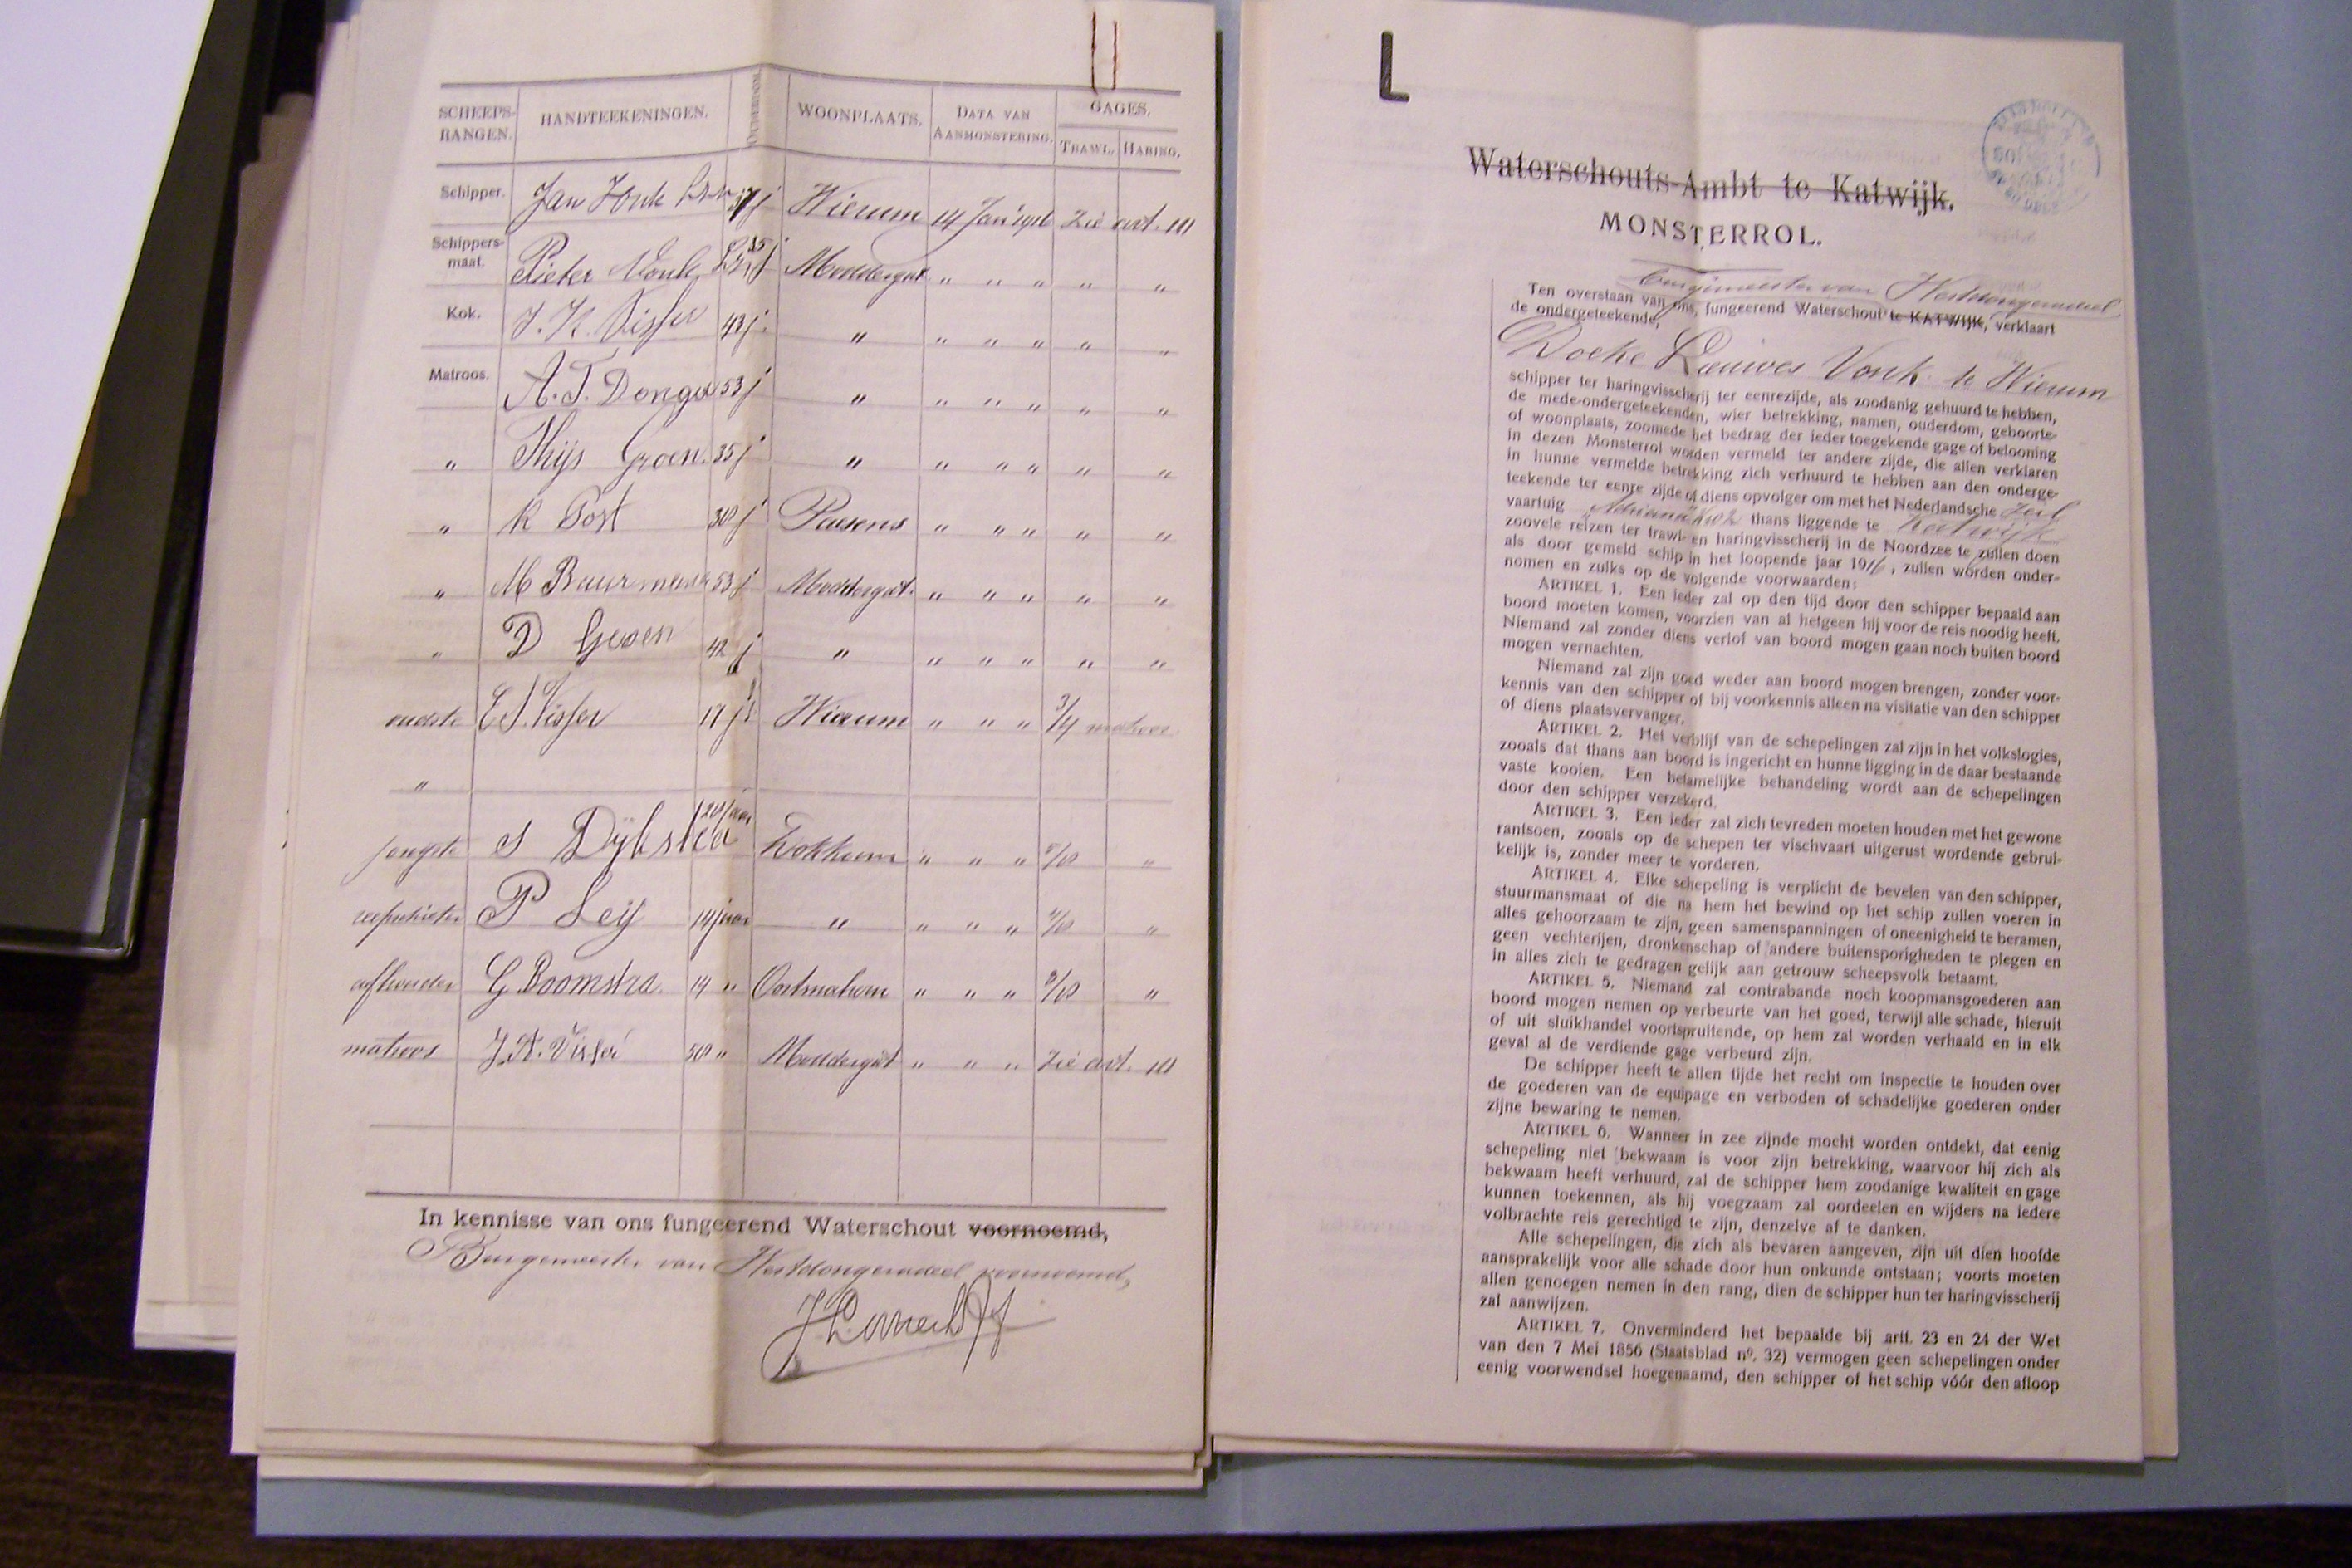 SCHEEPS-RANGEN. HANDTEEKENINGEN. OUDERDOM. WOONPLAATS. DATA VAN AANMONSTERING. GAGES. TRAWL. HARING.
Schipper. Jan Vonk 37 j Wierum 14 Jan 1916 Zie art. 10
Schippers-maat. Pieter Vonk 35 j Moddergat " " " " "
Kok. J. K. Visser 43 j. " " " " " "
Matroos. A. T. Donga 53 j " " " " " "
" Thijs Groen. 35 j " " " " " "
" K Post 30 j Paesens " " " " "
" M Buurmans 53 j Moddergat. " " " " "
" D Groen 42 j " " " " " "
oudste E S. Visser 17 j Wierum " " " 3/4 matroos
"
jongste S Dijkstra 20 jaar Dokkum " " " 5/10 "
reepschieter P Leij 14 jaar " " " " 4/10 "
afhouder G Boomstra 14 " Oostmahorn " " " 3/10 "
matroos J. A. Visser 50 " Moddergat " " " Zie art. 10
In kennisse van ons fungeerend Waterschout voornoemd,
Burgemeester van Westdongeradeel voornoemd,
L
Waterschouts-Ambt te Katwijk.
MONSTERROL.
burgemeester van Westdongeradeel
Ten overstaan van ons, fungeerend Waterschout te KATWIJK, verklaart
de ondergeteekende,
Doeke Leeuwes Vonk te Wierum
schipper ter haringvisscherij ter eenrezijde, als zoodanig gehuurd te hebben,
de mede-ondergeteekenden, wier betrekking, namen, ouderdom, geboorte-
of woonplaats, zoomede het bedrag der ieder toegekende gage of belooning
in dezen Monsterrol worden vermeld ter andere zijde, die allen verklaren
in hunne vermelde betrekking zich verhuurd te hebben aan den onderge-
teekende ter eenre zijde of diens opvolger om met het Nederlandsche zeil
vaartuig "Adriana" KW 2 thans liggende te Katwijk
zoovele reizen ter trawl- en haringvisscherij in de Noordzee te zullen doen
als door gemeld schip in het loopende jaar 1916, zullen worden onder-
nomen en zulks op de volgende voorwaarden:
ARTIKEL 1. Een ieder zal op den tijd door den schipper bepaald aan
boord moeten komen, voorzien van al hetgeen hij voor de reis noodig heeft.
Niemand zal zonder diens verlof van boord mogen gaan noch buiten boord
mogen vernachten.
Niemand zal zijn goed weder aan boord mogen brengen, zonder voor-
kennis van den schipper of bij voorkennis alleen na visitatie van den schipper
of diens plaatsvervanger.
ARTIKEL 2. Het verblijf van de schepelingen zal zijn in het volkslogies,
zooals dat thans aan boord is ingericht en hunne ligging in de daar bestaande
vaste kooien. Een betamelijke behandeling wordt aan de schepelingen
door den schipper verzekerd.
ARTIKEL 3. Een ieder zal zich tevreden moeten houden met het gewone
rantsoen, zooals op de schepen ter vischvaart uitgerust wordende gebrui-
kelijk is, zonder meer te vorderen.
ARTIKEL 4. Elke schepeling is verplicht de bevelen van den schipper,
stuurmansmaat of die na hem het bewind op het schip zullen voeren in
alles gehoorzaam te zijn, geen samenspanningen of oneenigheid te beramen,
geen vechterijen, dronkenschap of andere buitensporigheden te plegen en
in alles zich te gedragen gelijk aan getrouw scheepsvolk betaamt.
ARTIKEL 5. Niemand zal contrabande noch koopmansgoederen aan
boord mogen nemen op verbeurte van het goed, terwijl alle schade, hieruit
of uit sluikhandel voortspruitende, op hem zal worden verhaald en in elk
geval al de verdiende gage verbeurd zijn.
De schipper heeft te allen tijde het recht om inspectie te houden over
de goederen van de equipage en verboden of schadelijke goederen onder
zijne bewaring te nemen.
ARTIKEL 6. Wanneer in zee zijnde mocht worden ontdekt, dat eenig
schepeling niet bekwaam is voor zijn betrekking, waarvoor hij zich als
bekwaam heeft verhuurd, zal de schipper hem zoodanige kwaliteit en gage
kunnen toekennen, als hij voegzaam zal oordeelen en wijders na iedere
volbrachte reis gerechtigd te zijn, denzelve af te danken.
Alle schepelingen, die zich als bevaren aangeven, zijn uit dien hoofde
aansprakelijk voor alle schade door hun onkunde ontstaan; voorts moeten
allen genoegen nemen in den rang, dien de schipper hun ter haringvisscherij
zal aanwijzen.
ARTIKEL 7. Onverminderd het bepaalde bij artt. 23 en 24 der Wet
van den 7 Mei 1856 (Staatsblad nº. 32) vermogen geen schepelingen onder
eenig voorwendsel hoegenaamd, den schipper of het schip vóór den afloop